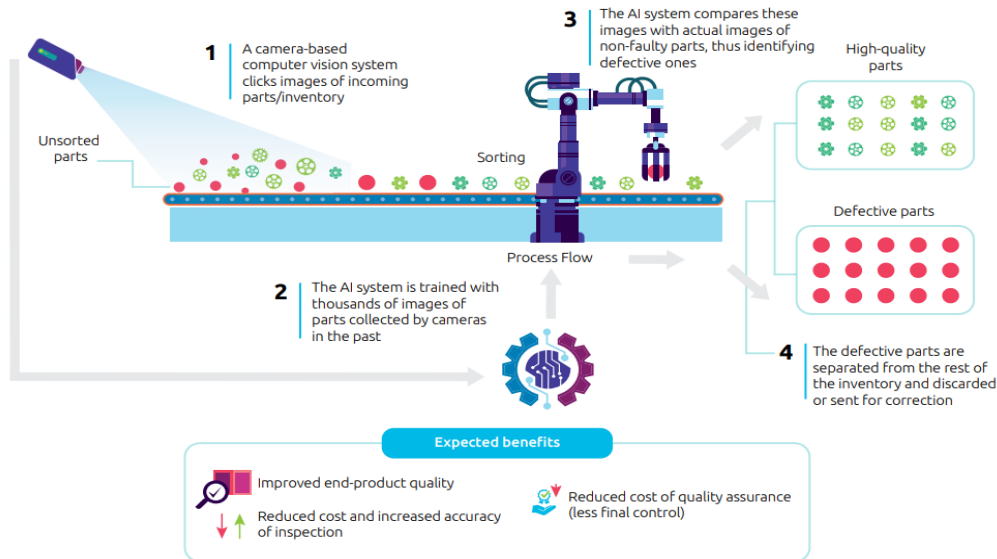 1
A camera-based
computer vision system
clicks images of incoming
parts/inventory
3
The AI system compares these
images with actual images of
non-faulty parts, thus identifying
defective ones
High-quality
parts
Unsorted
parts
Sorting
Defective parts
Process Flow
2
The AI system is trained with
thousands of images of
parts collected by cameras
in the past
4
The defective parts are
separated from the rest of
the inventory and discarded
or sent for correction
Expected benefits
Improved end-product quality
Reduced cost and increased accuracy
of inspection
Reduced cost of quality assurance
(less final control)